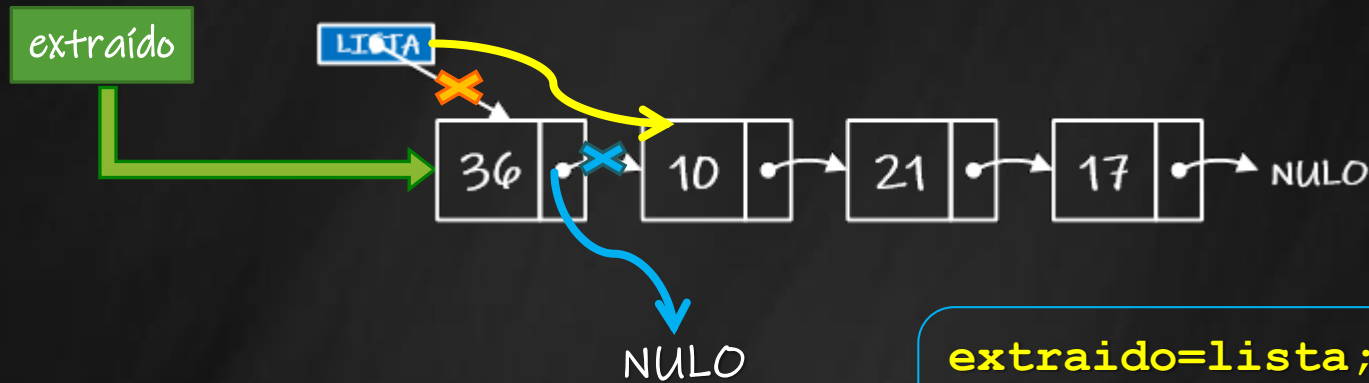 extraído
LISTA
36 10 21 17 NULO
NULO
extraido=lista;